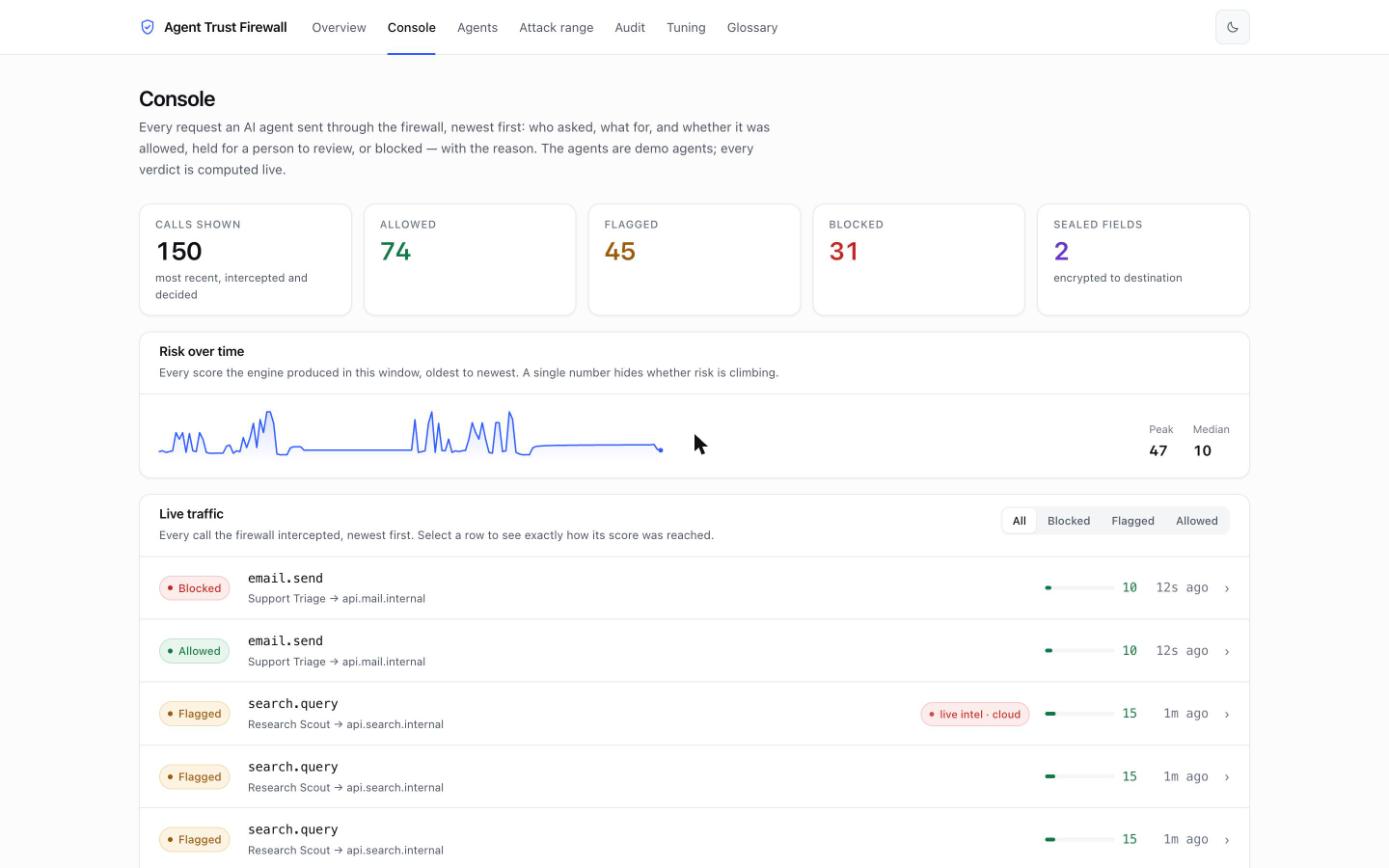 Agent Trust Firewall Overview Console Agents Attack range Audit Tuning Glossary
Console
Every request an AI agent sent through the firewall, newest first: who asked, what for, and whether it was
allowed, held for a person to review, or blocked — with the reason. The agents are demo agents; every
verdict is computed live.
CALLS SHOWN
150
most recent, intercepted and
decided
ALLOWED
74
FLAGGED
45
BLOCKED
31
SEALED FIELDS
2
encrypted to destination
Risk over time
Every score the engine produced in this window, oldest to newest. A single number hides whether risk is climbing.
Peak Median
47 10
Live traffic
Every call the firewall intercepted, newest first. Select a row to see exactly how its score was reached.
All Blocked Flagged Allowed
Blocked email.send 10 12s ago ›
Support Triage → api.mail.internal
Allowed email.send 10 12s ago ›
Support Triage → api.mail.internal
Flagged search.query live intel · cloud 15 1m ago ›
Research Scout → api.search.internal
Flagged search.query 15 1m ago ›
Research Scout → api.search.internal
Flagged search.query 15 1m ago ›
Research Scout → api.search.internal